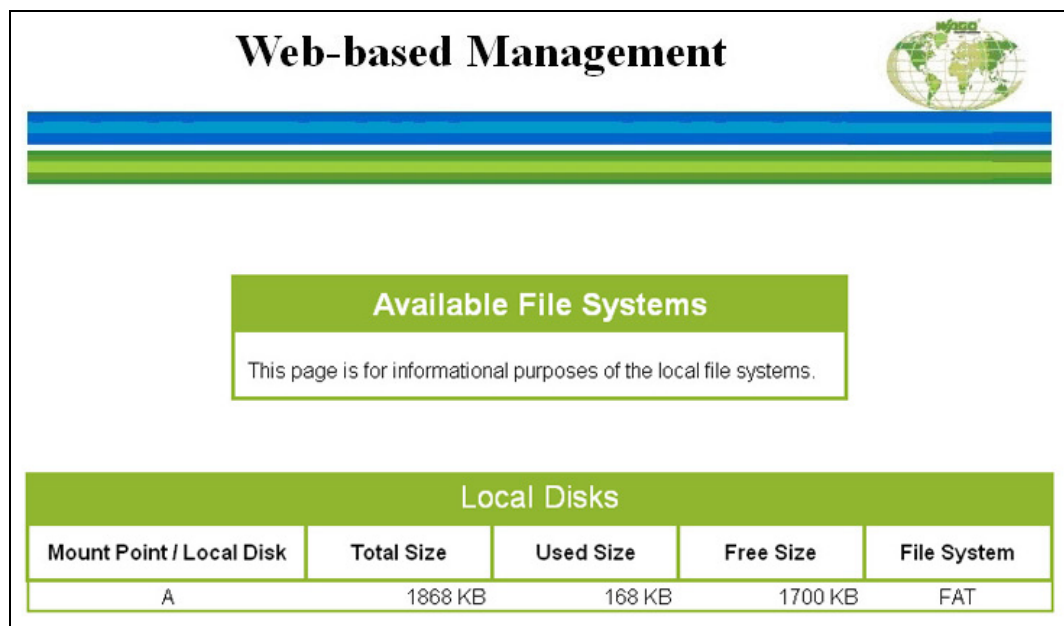 Web-based Management
WAGO
Available File Systems
This page is for informational purposes of the local file systems.
Local Disks
Mount Point / Local Disk Total Size Used Size Free Size File System
A 1868 KB 168 KB 1700 KB FAT